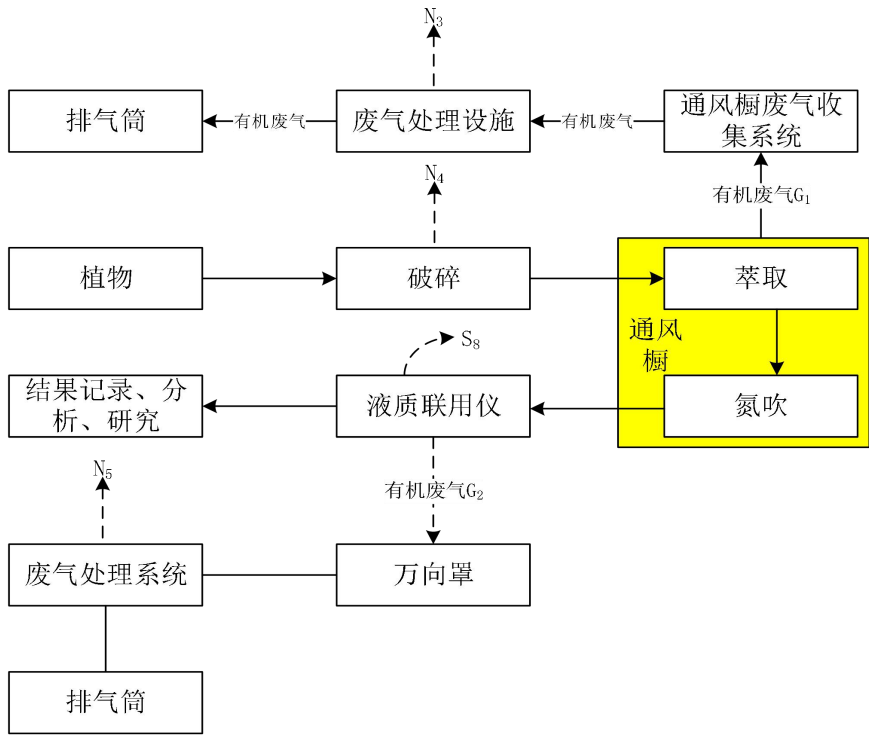 N₃
排气筒
有机废气
废气处理设施
有机废气
通风橱废气收
集系统
N₄
有机废气G₁
植物
破碎
萃取
通风
橱
S₈
结果记录、分
析、研究
液质联用仪
氮吹
N₅
有机废气G₂
废气处理系统
万向罩
排气筒